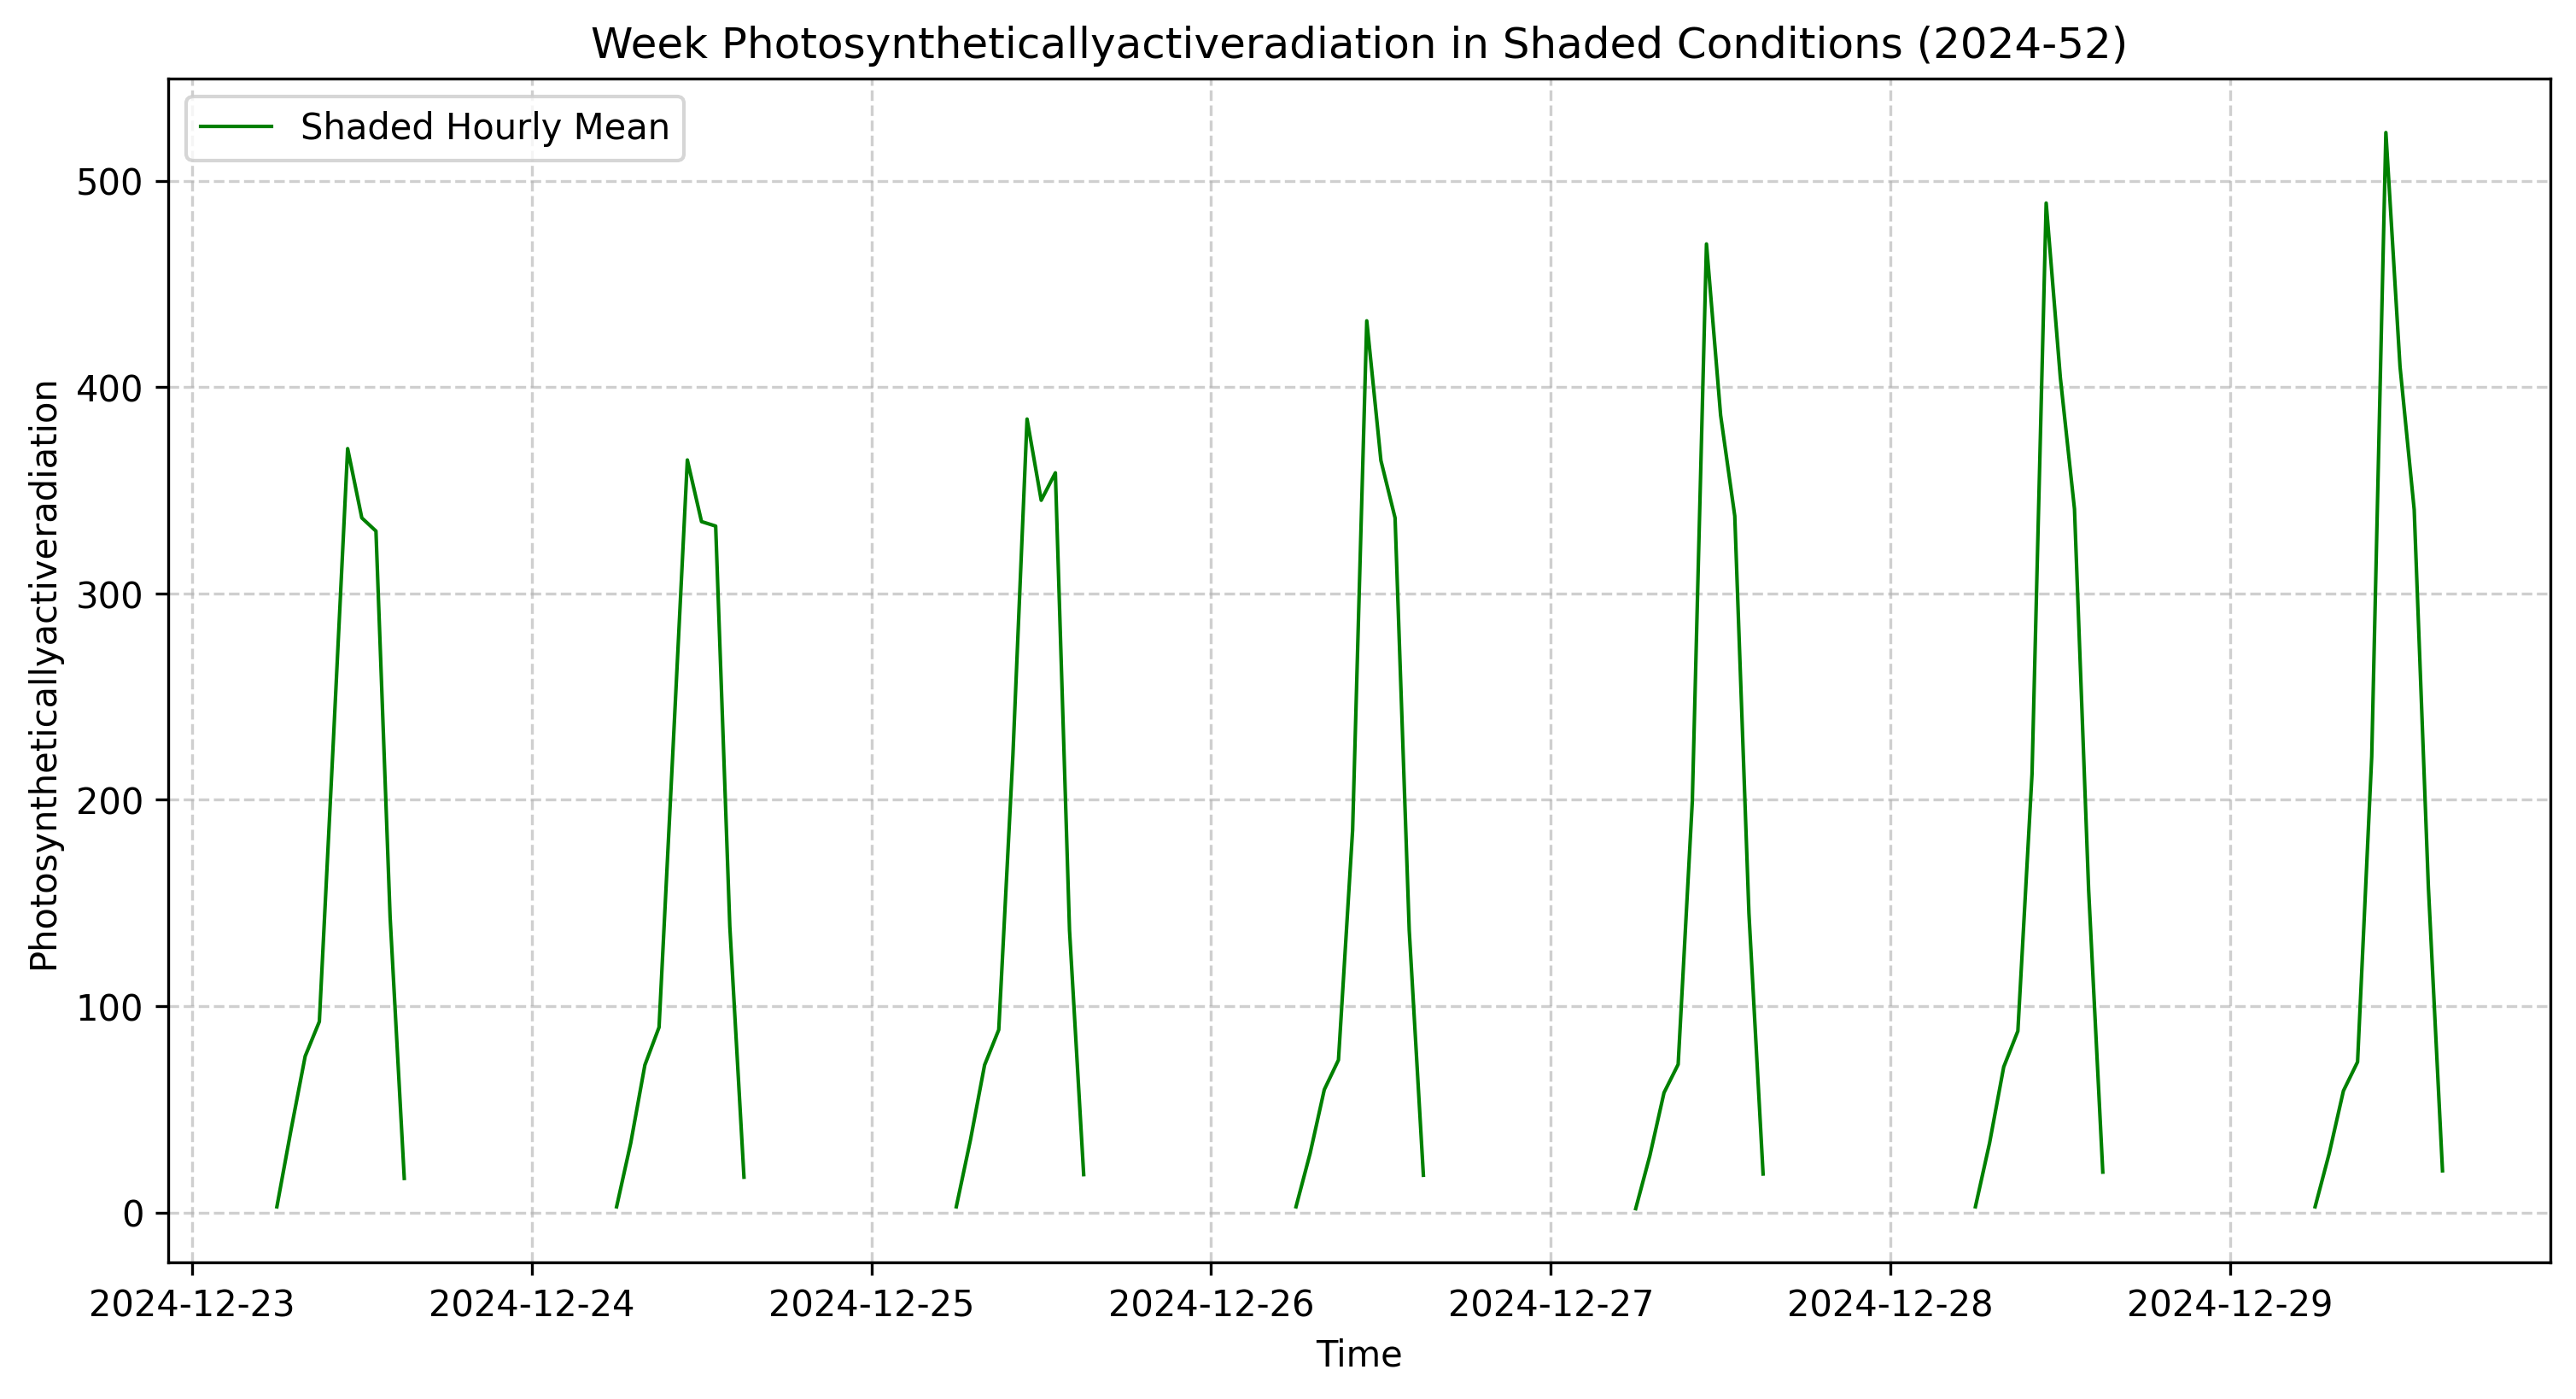 Week Photosyntheticallyactiveradiation in Shaded Conditions (2024-52)
Shaded Hourly Mean
Photosyntheticallyactiveradiation
500
400
300
200
100
0
2024-12-23 2024-12-24 2024-12-25 2024-12-26 2024-12-27 2024-12-28 2024-12-29
Time